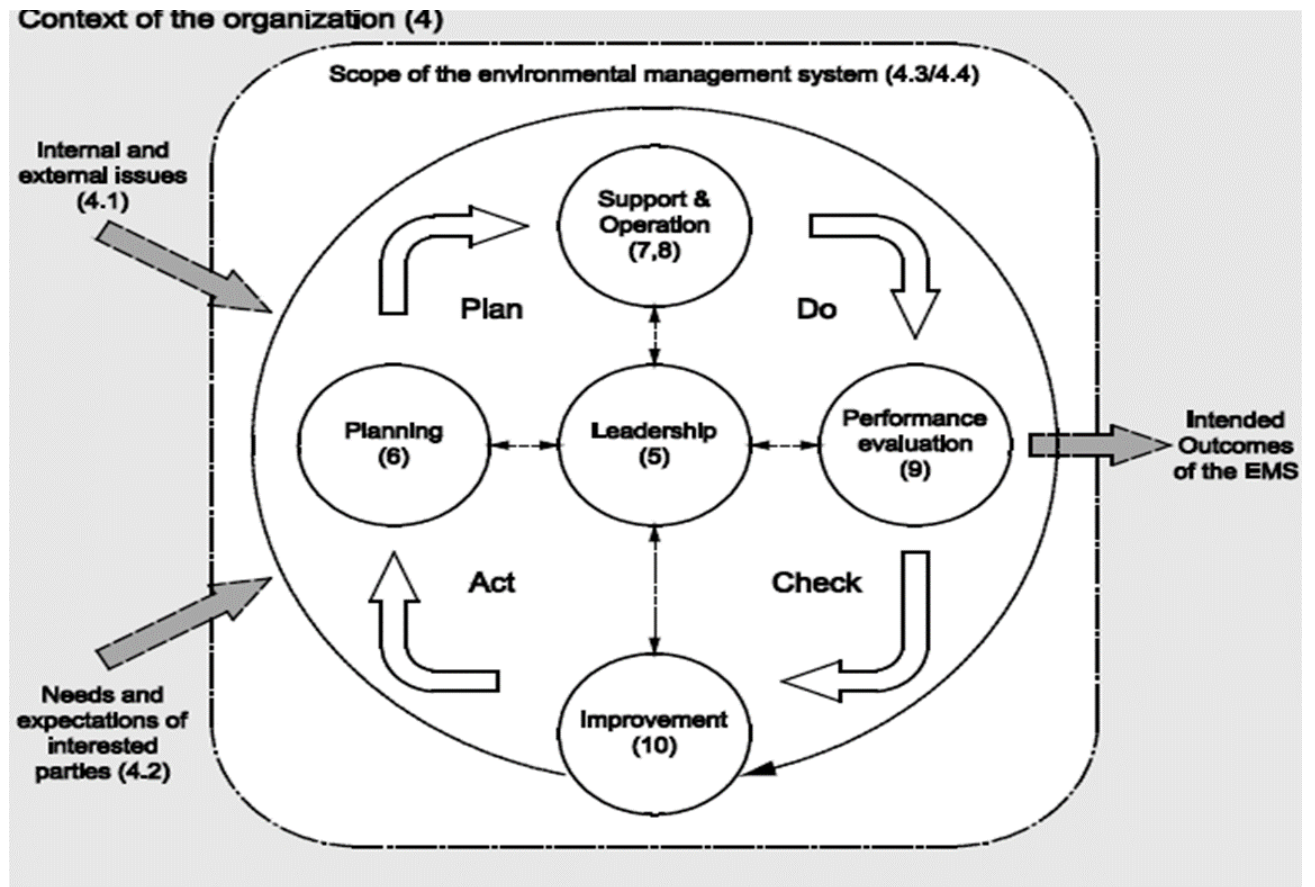 Context of the organization (4)
Scope of the environmental management system (4.3/4.4)
Internal and
external issues
(4.1)
Support &
Operation
(7,8)
Plan
Do
Planning
(6)
Leadership
(5)
Performance
evaluation
(9)
Intended
Outcomes
of the EMS
Act
Check
Needs and
expectations of
interested
parties (4.2)
Improvement
(10)